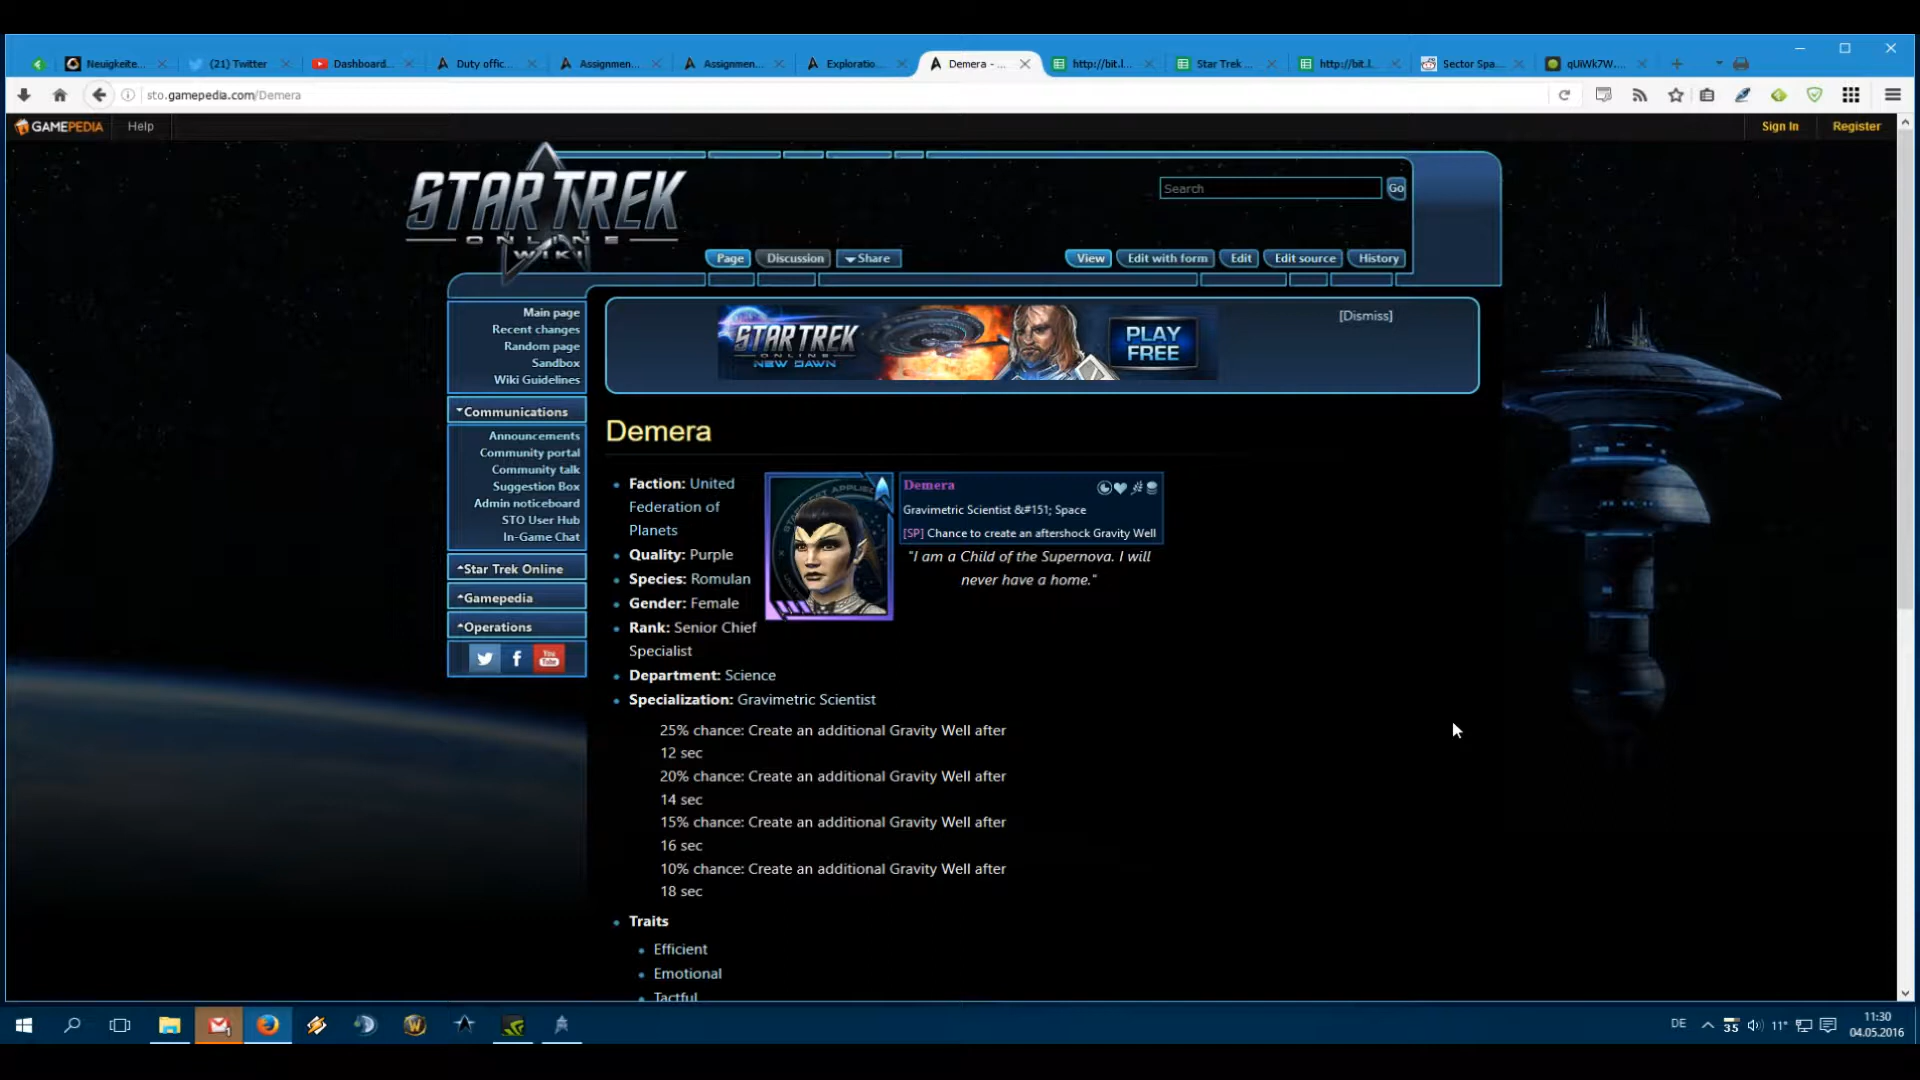 Neuigkeite...
(21) Twitter
Dashboard...
Duty offic...
Assignmen...
Assignmen...
Exploratio...
Demera - ...
http://bit.l...
Star Trek ...
http://bit.l...
Sector Spa...
qUiWk7W...
sto.gamepedia.com/Demera
GAMEPEDIA
Help
Sign In
Register
STAR TREK
ONLINE
WIKI
Search
Go
Page
Discussion
Share
View
Edit with form
Edit
Edit source
History
Main page
Recent changes
Random page
Sandbox
Wiki Guidelines
Communications
Announcements
Community portal
Community talk
Suggestion Box
Admin noticeboard
STO User Hub
In-Game Chat
Star Trek Online
Gamepedia
Operations
You
Tube
STAR TREK
ONLINE
NEW DAWN
PLAY
FREE
[Dismiss]
Demera
Faction: United
Federation of
Planets
Quality: Purple
Species: Romulan
Gender: Female
Rank: Senior Chief
Specialist
Department: Science
Specialization: Gravimetric Scientist
Demera
Gravimetric Scientist &#151; Space
[SP] Chance to create an aftershock Gravity Well
"I am a Child of the Supernova. I will
never have a home."
25% chance: Create an additional Gravity Well after
12 sec
20% chance: Create an additional Gravity Well after
14 sec
15% chance: Create an additional Gravity Well after
16 sec
10% chance: Create an additional Gravity Well after
18 sec
Traits
Efficient
Emotional
Tactful
DE
35
11°
11:30
04.05.2016